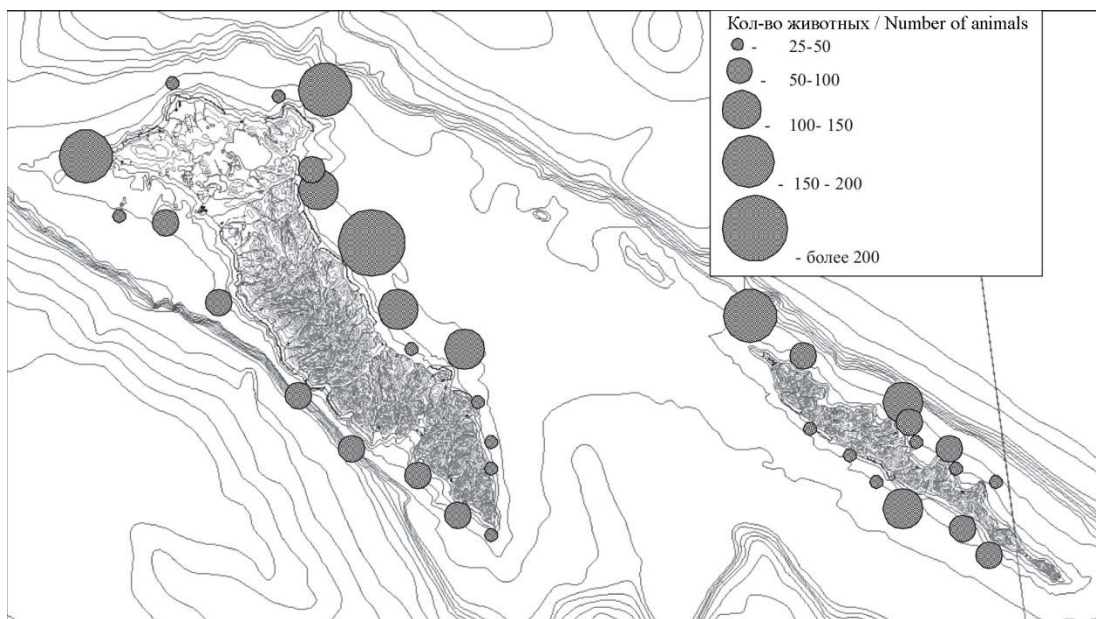 Кол-во животных / Number of animals
- 25-50
- 50-100
- 100- 150
- 150 - 200
- более 200